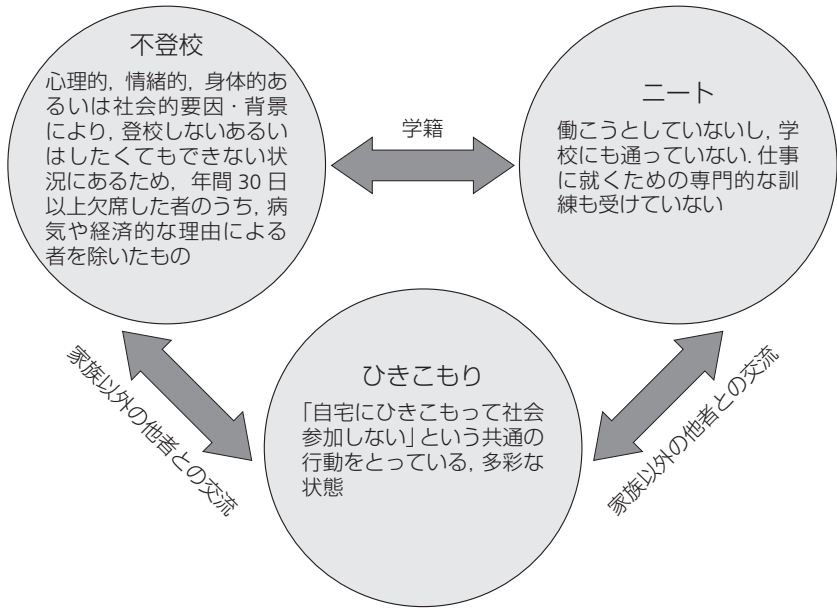 不登校
心理的, 情緒的, 身体的あ
るいは社会的要因・背景
により, 登校しないあるい
はしたくてもできない状
況にあるため, 年間 30 日
以上欠席した者のうち, 病
気や経済的な理由による
者を除いたもの
学籍
ニート
働こうとしていないし, 学
校にも通っていない. 仕事
に就くための専門的な訓
練も受けていない
家族以外の他者との交流
ひきこもり
「自宅にひきこもって社会
参加しない」という共通の
行動をとっている, 多彩な
状態
家族以外の他者との交流